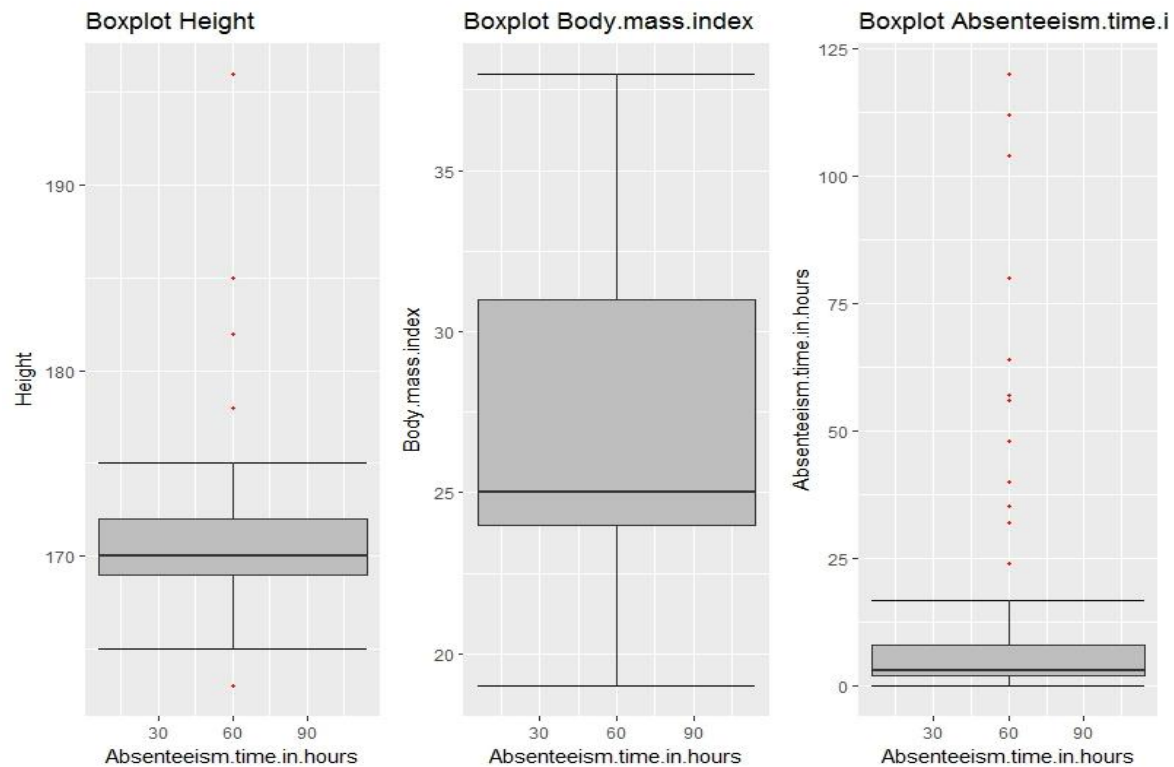 Boxplot Height
190
180
170
Height
30 60 90
Absenteeism.time.in.hours
Boxplot Body.mass.index
35
30
25
20
Body.mass.index
30 60 90
Absenteeism.time.in.hours
Boxplot Absenteeism.time.i
125
100
75
50
25
0
Absenteeism.time.in.hours
30 60 90
Absenteeism.time.in.hours